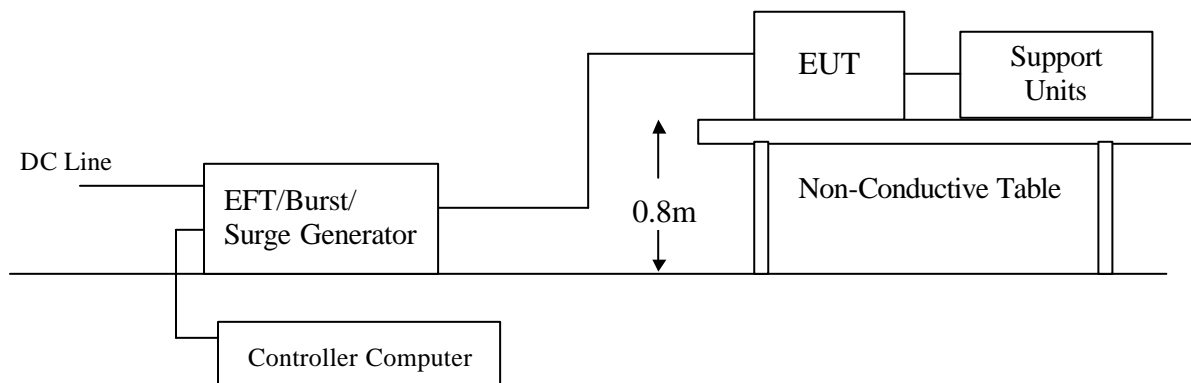 EUT
Support
Units
DC Line
EFT/Burst/
Surge Generator
Non-Conductive Table
0.8m
Controller Computer